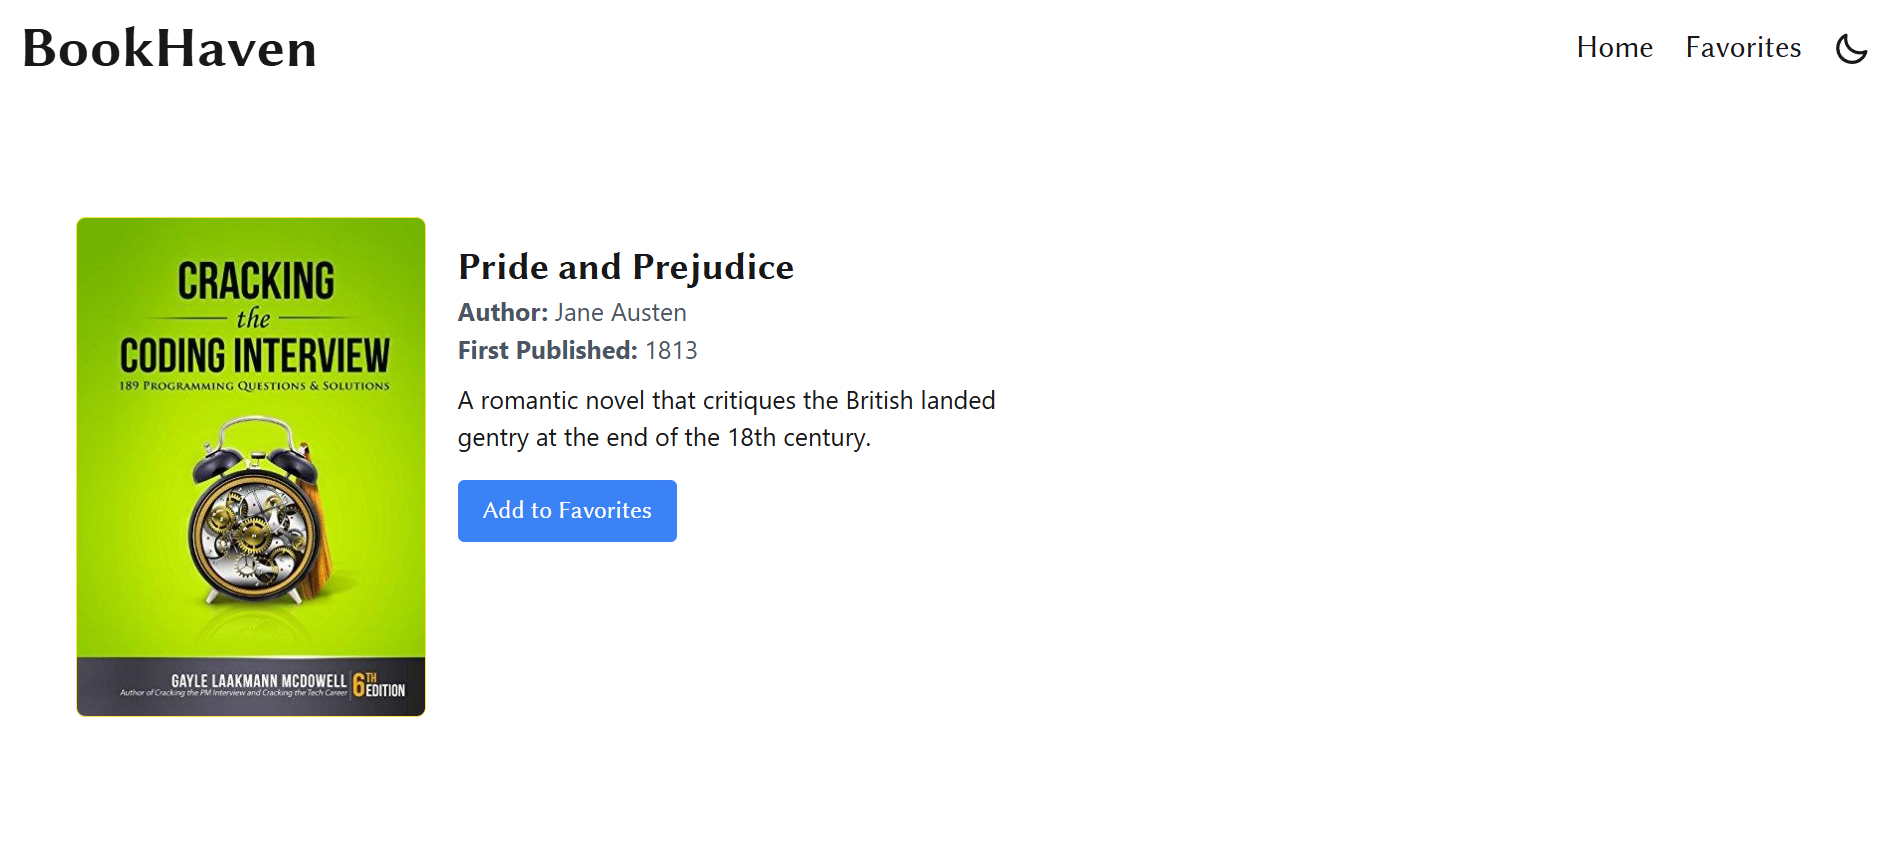 BookHaven
Home Favorites
CRACKING
the
CODING INTERVIEW
189 PROGRAMMING QUESTIONS & SOLUTIONS
GAYLE LAAKMANN MCDOWELL
Author of Cracking the PM Interview and Cracking the Tech Career
6TH EDITION
Pride and Prejudice
Author: Jane Austen
First Published: 1813
A romantic novel that critiques the British landed
gentry at the end of the 18th century.
Add to Favorites